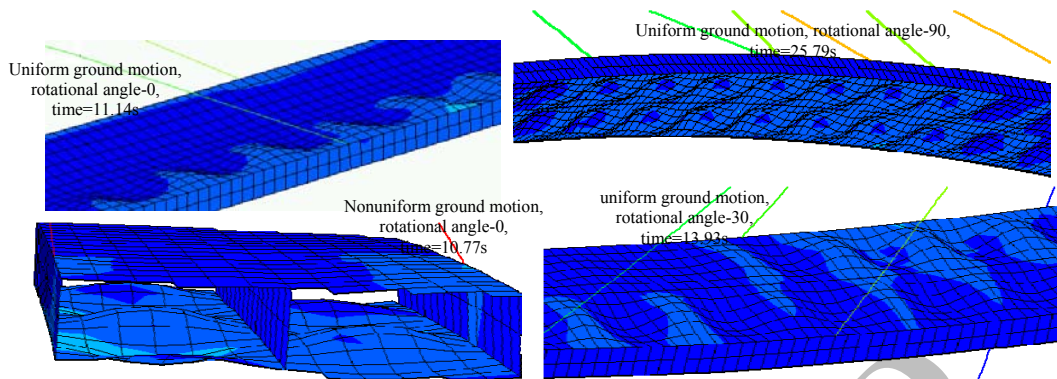 Uniform ground motion,
rotational angle-0,
time=11.14s
Uniform ground motion, rotational angle-90,
time=25.79s
Nonuniform ground motion,
rotational angle-0,
time=10.77s
uniform ground motion,
rotational angle-30,
time=13.93s